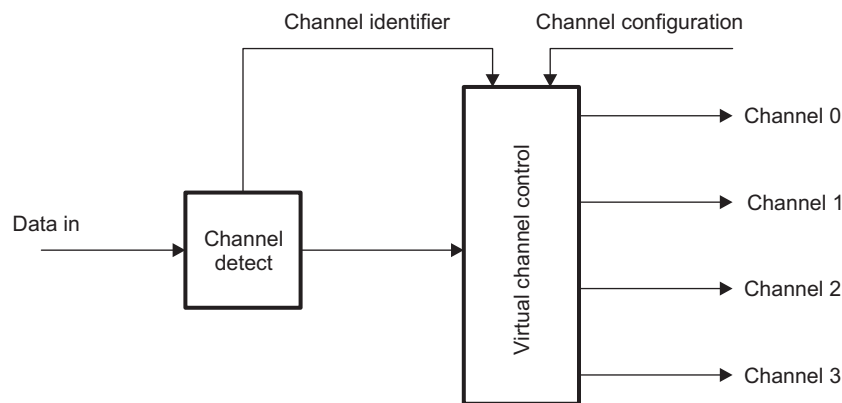 Channel identifier
Channel configuration
Channel 0
Channel 1
Channel 2
Channel 3
Data in
Channel
detect
Virtual channel control